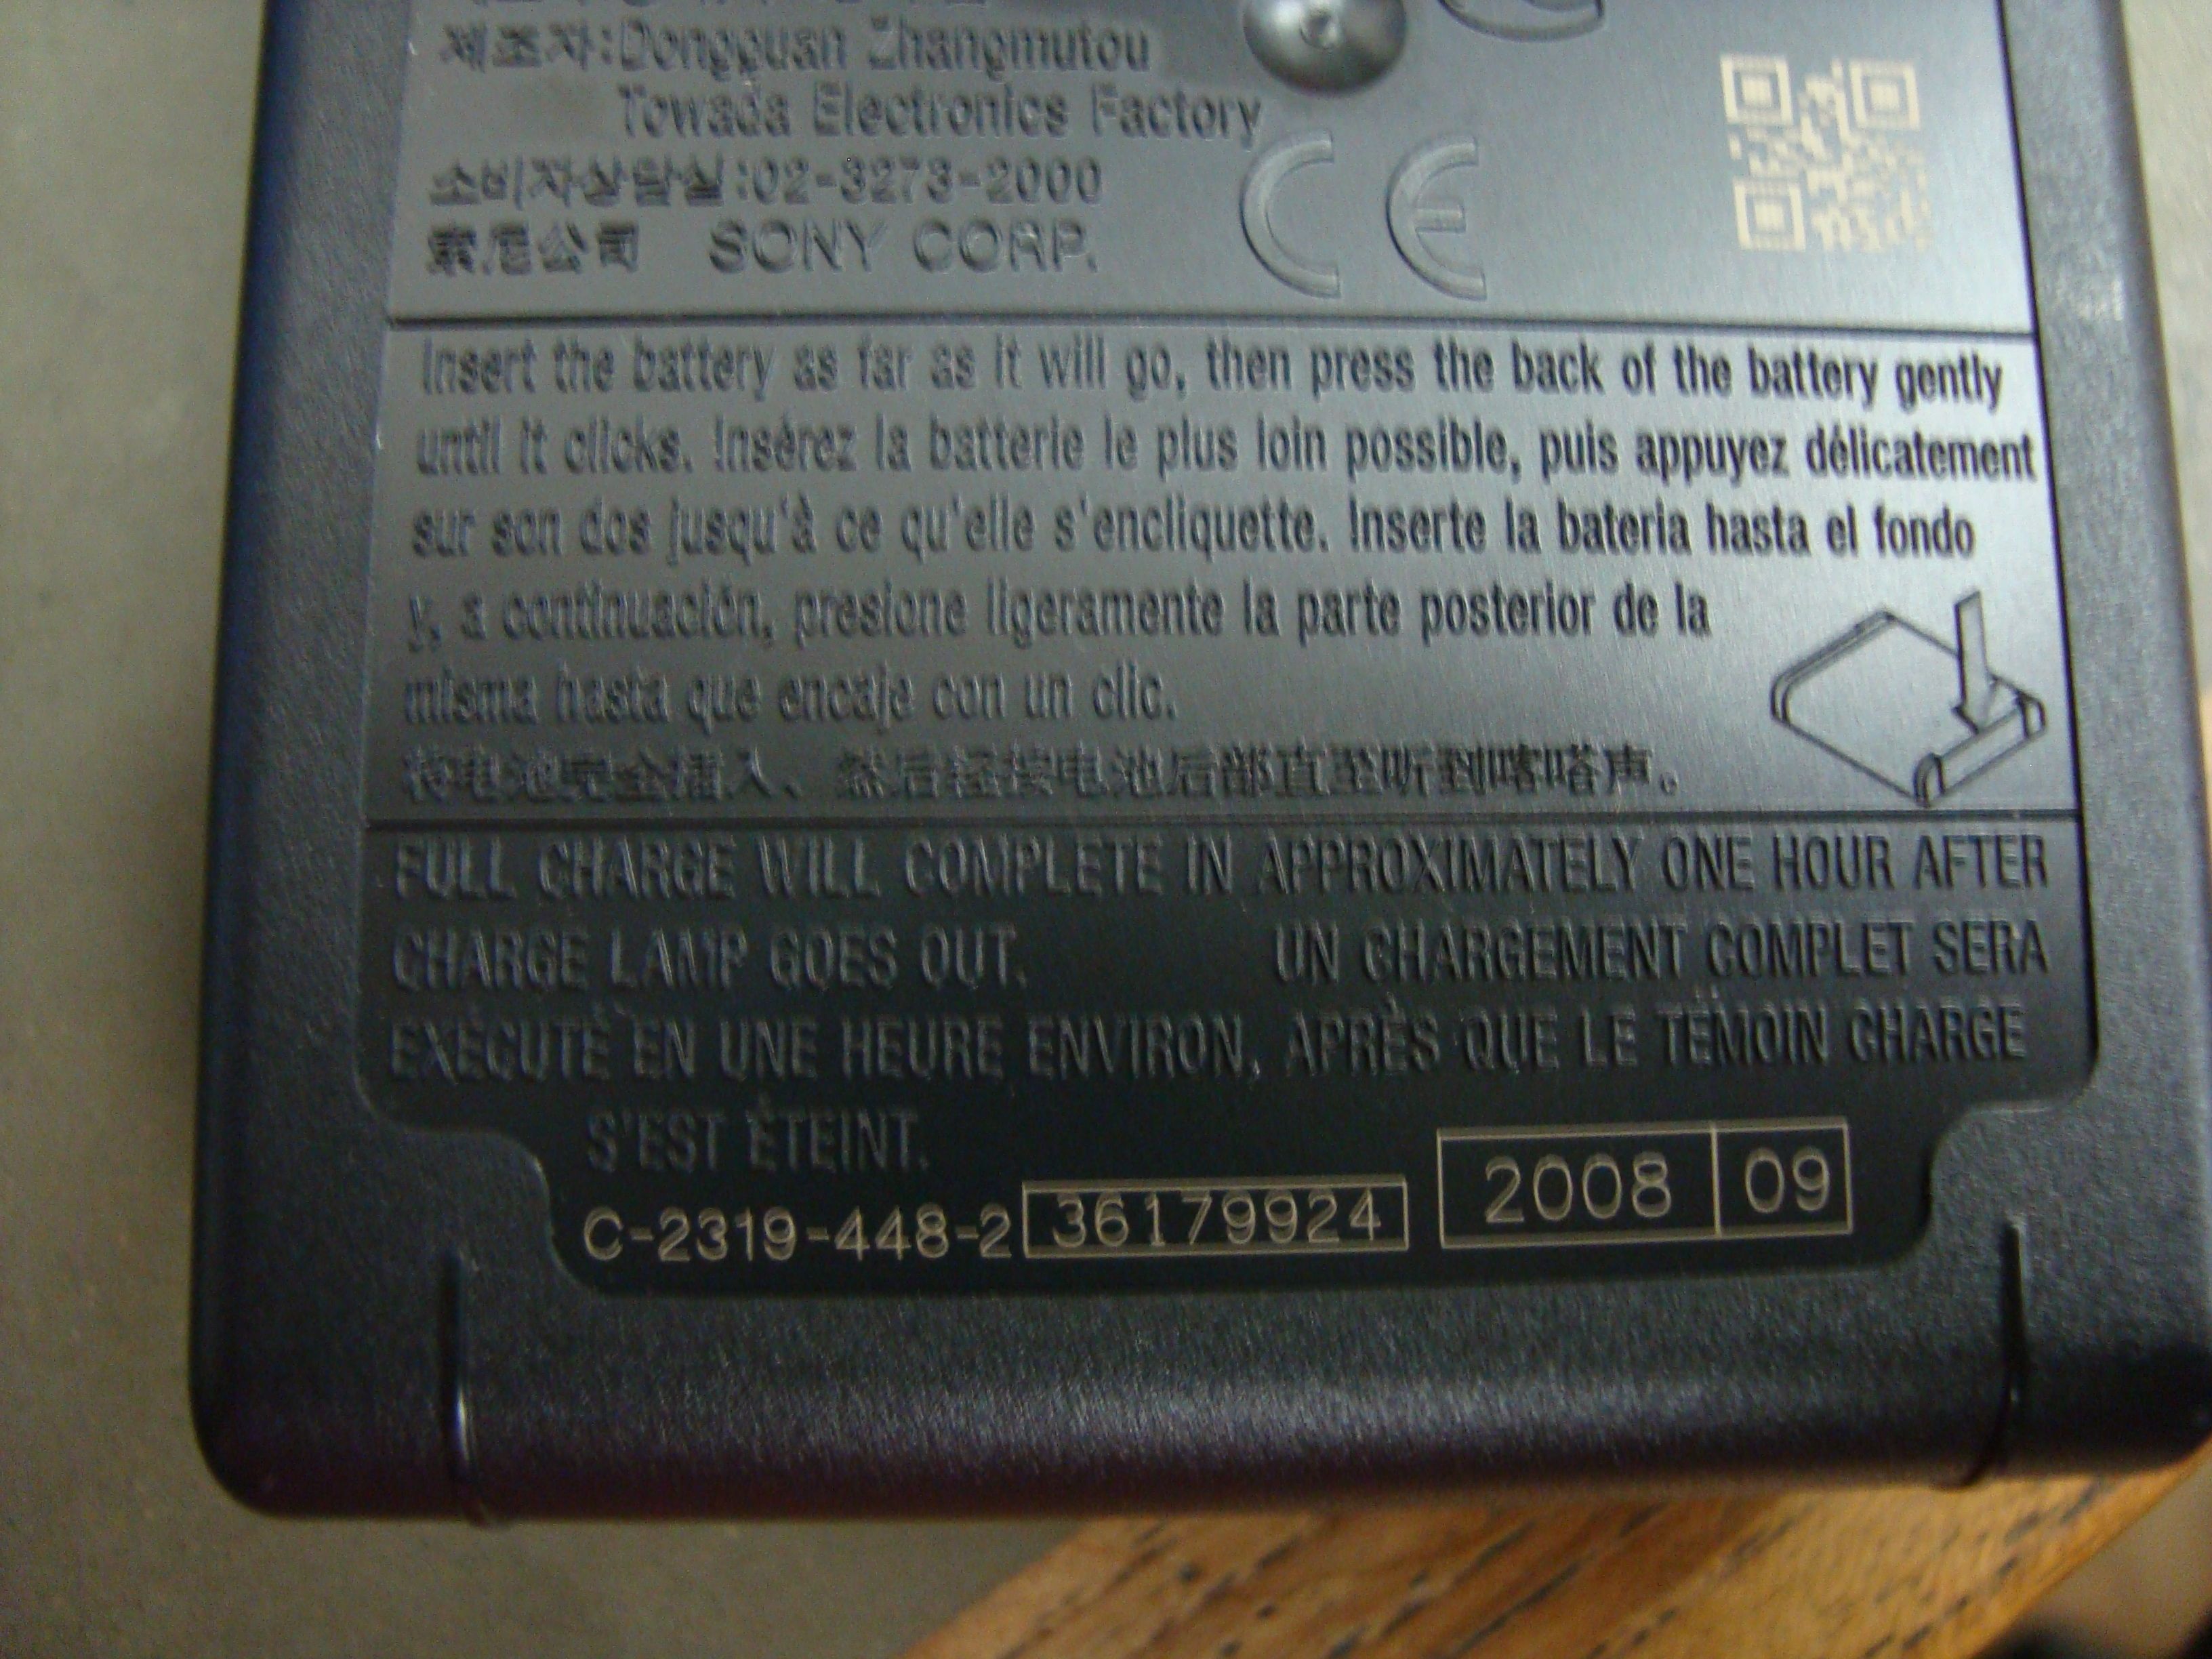 제조자:Dongguan Zhangmutou
Towada Electronics Factory
소비자상담실:02-3273-2000
索尼公司 SONY CORP.
CE
Insert the battery as far as it will go, then press the back of the battery gently
until it clicks. Insérez la batterie le plus loin possible, puis appuyez délicatement
sur son dos jusqu'à ce qu'elle s'encliquette. Inserte la bateria hasta el fondo
y, a continuación, presione ligeramente la parte posterior de la
misma hasta que encaje con un clic.
将电池完全插入、然后轻按电池后部直至听到喀嗒声。
FULL CHARGE WILL COMPLETE IN APPROXIMATELY ONE HOUR AFTER
CHARGE LAMP GOES OUT. UN CHARGEMENT COMPLET SERA
EXÉCUTÉ EN UNE HEURE ENVIRON, APRÈS QUE LE TÉMOIN CHARGE
S'EST ÉTEINT.
C-2319-448-2 36179924 2008 09